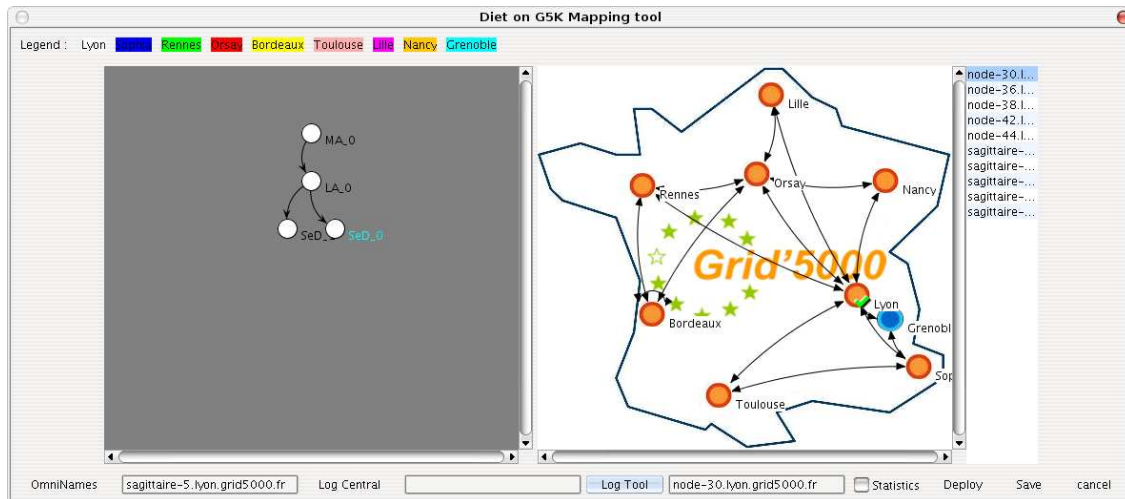 Diet on G5K Mapping tool
Legend : Lyon Rennes Orsay Bordeaux Toulouse Lille Nancy Grenoble
MA_0
LA_0
SeD_0
Lille
Rennes
Orsay
Nancy
Grid'5000
Lyon
Bordeaux
Grenobl
Sop
Toulouse
node-30.l...
node-36.l...
node-38.l...
node-42.l...
node-44.l...
sagittaire-...
sagittaire-...
sagittaire-...
sagittaire-...
sagittaire-...
OmniNames sagittaire-5.lyon.grid5000.fr Log Central Log Tool node-30.lyon.grid5000.fr Statistics Deploy Save cancel